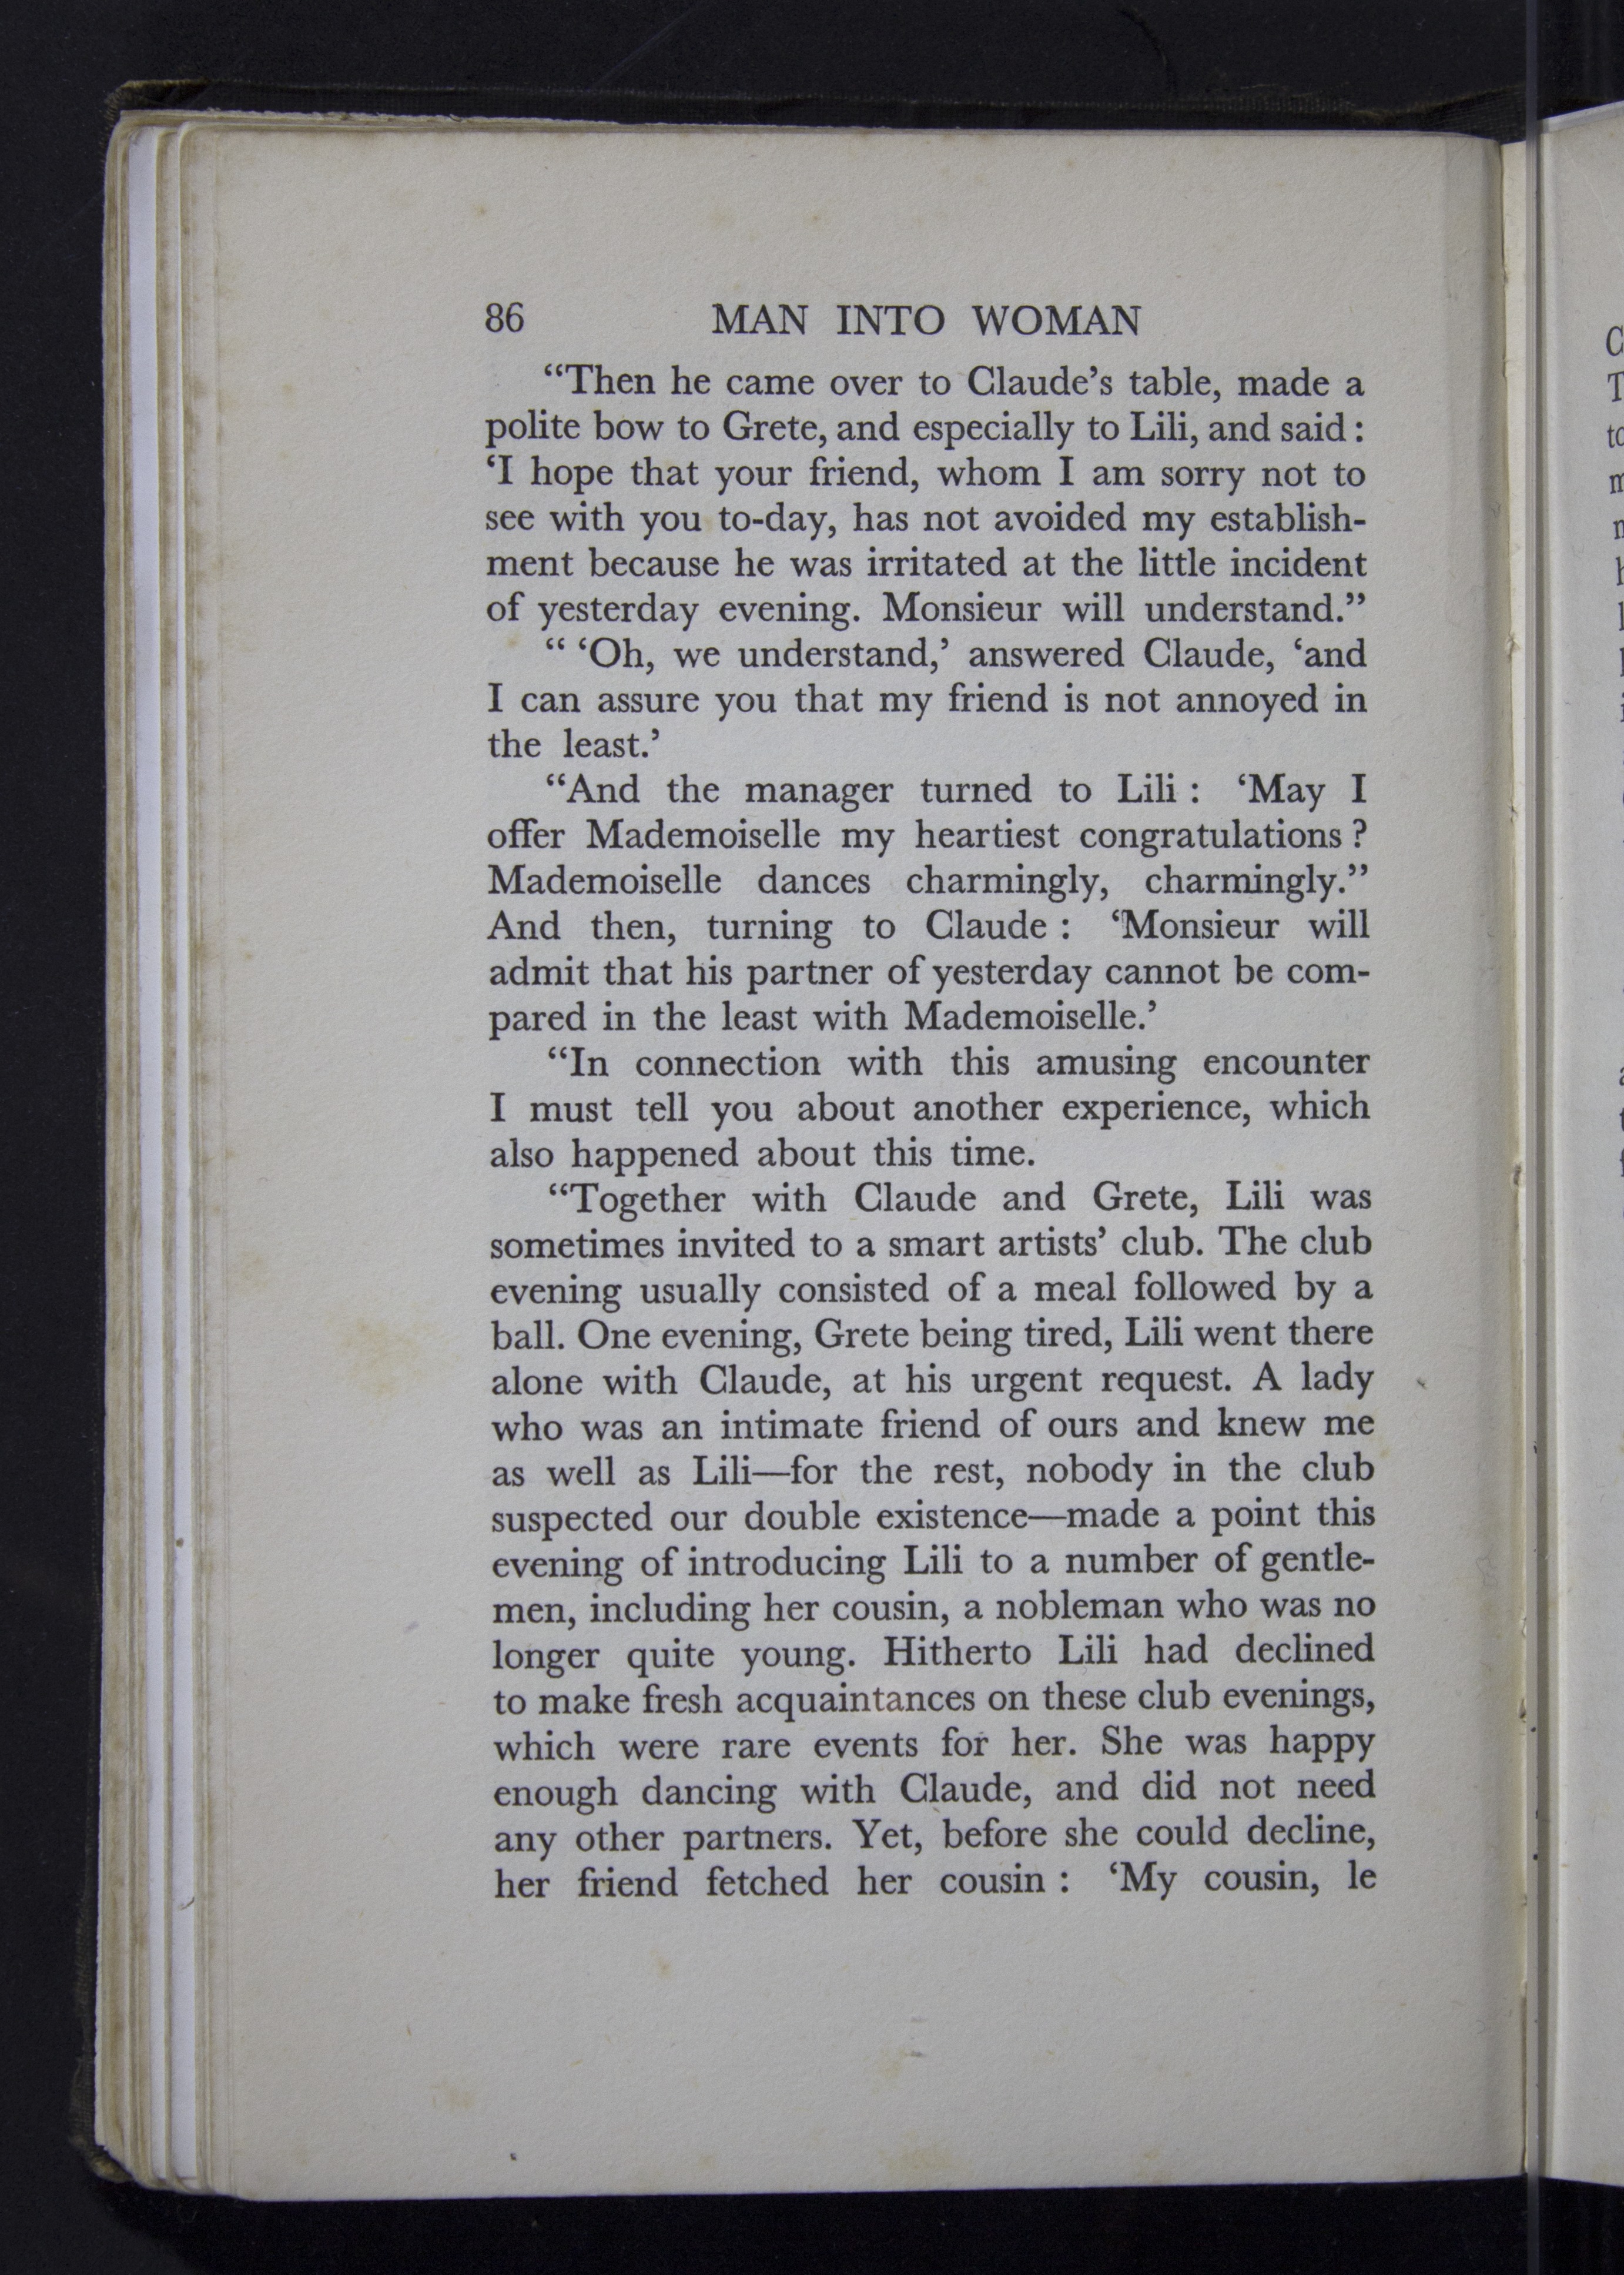 86 MAN INTO WOMAN
“Then he came over to Claude’s table, made a
polite bow to Grete, and especially to Lili, and said :
‘I hope that your friend, whom I am sorry not to
see with you to-day, has not avoided my establish-
ment because he was irritated at the little incident
of yesterday evening. Monsieur will understand.”
“ ‘Oh, we understand,’ answered Claude, ‘and
I can assure you that my friend is not annoyed in
the least.’
“And the manager turned to Lili : ‘May I
offer Mademoiselle my heartiest congratulations ?
Mademoiselle dances charmingly, charmingly.”
And then, turning to Claude : ‘Monsieur will
admit that his partner of yesterday cannot be com-
pared in the least with Mademoiselle.’
“In connection with this amusing encounter
I must tell you about another experience, which
also happened about this time.
“Together with Claude and Grete, Lili was
sometimes invited to a smart artists’ club. The club
evening usually consisted of a meal followed by a
ball. One evening, Grete being tired, Lili went there
alone with Claude, at his urgent request. A lady
who was an intimate friend of ours and knew me
as well as Lili—for the rest, nobody in the club
suspected our double existence—made a point this
evening of introducing Lili to a number of gentle-
men, including her cousin, a nobleman who was no
longer quite young. Hitherto Lili had declined
to make fresh acquaintances on these club evenings,
which were rare events for her. She was happy
enough dancing with Claude, and did not need
any other partners. Yet, before she could decline,
her friend fetched her cousin : ‘My cousin, le